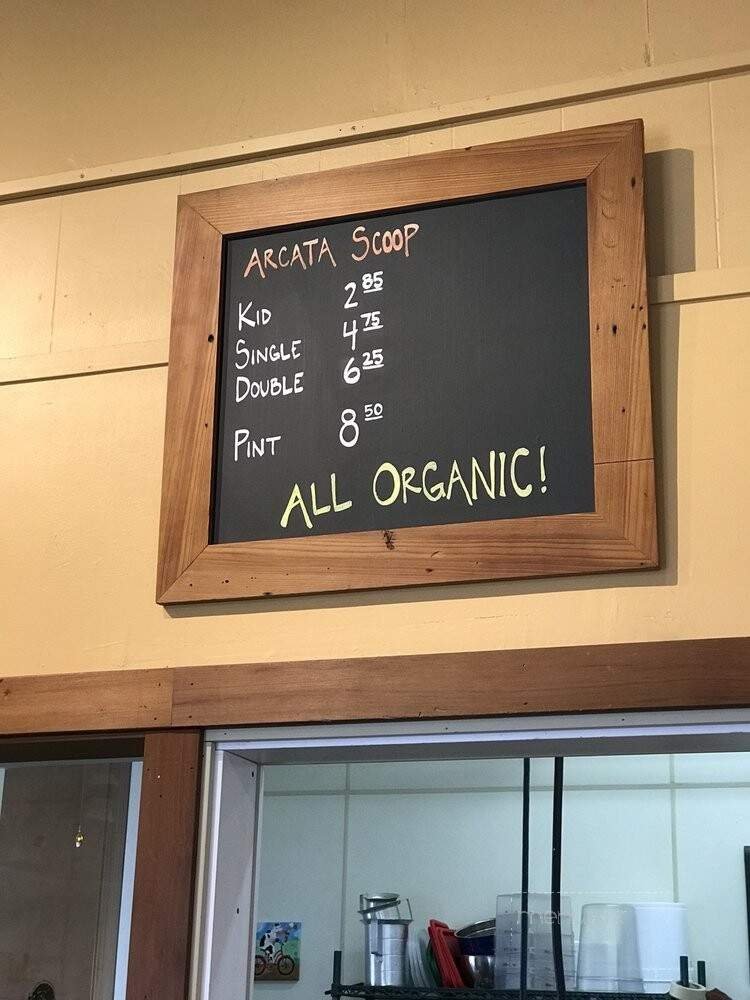 ARCATA SCOOP
KID 2 85
SINGLE 4 75
DOUBLE 6 25
PINT 8 50
ALL ORGANIC!